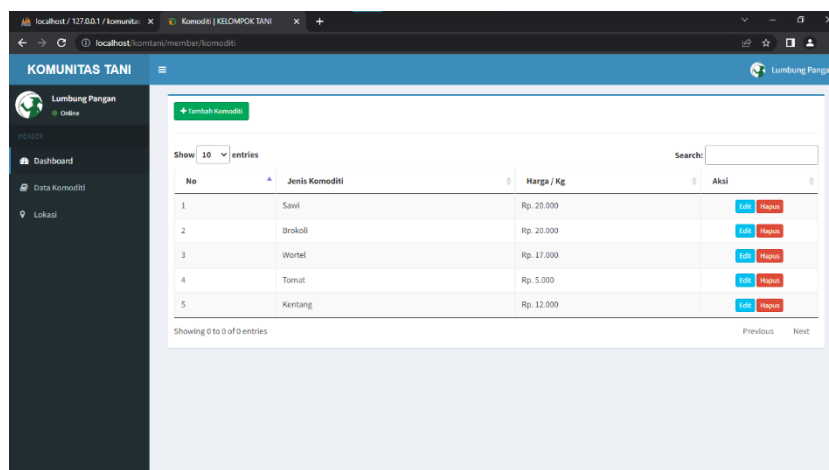 localhost / 127.0.0.1 / komunitas
Komoditi | KELOMPOK TANI
localhost/komtani/member/komoditi
KOMUNITAS TANI
Lumbung Panga
Lumbung Pangan
Online
HEADER
Dashboard
Data Komoditi
Lokasi
+ Tambah Komoditi
Show 10 entries
Search:
No Jenis Komoditi Harga / Kg Aksi
1 Sawi Rp. 20.000 Edit Hapus
2 Brokoli Rp. 20.000 Edit Hapus
3 Wortel Rp. 17.000 Edit Hapus
4 Tomat Rp. 5.000 Edit Hapus
5 Kentang Rp. 12.000 Edit Hapus
Showing 0 to 0 of 0 entries
Previous Next